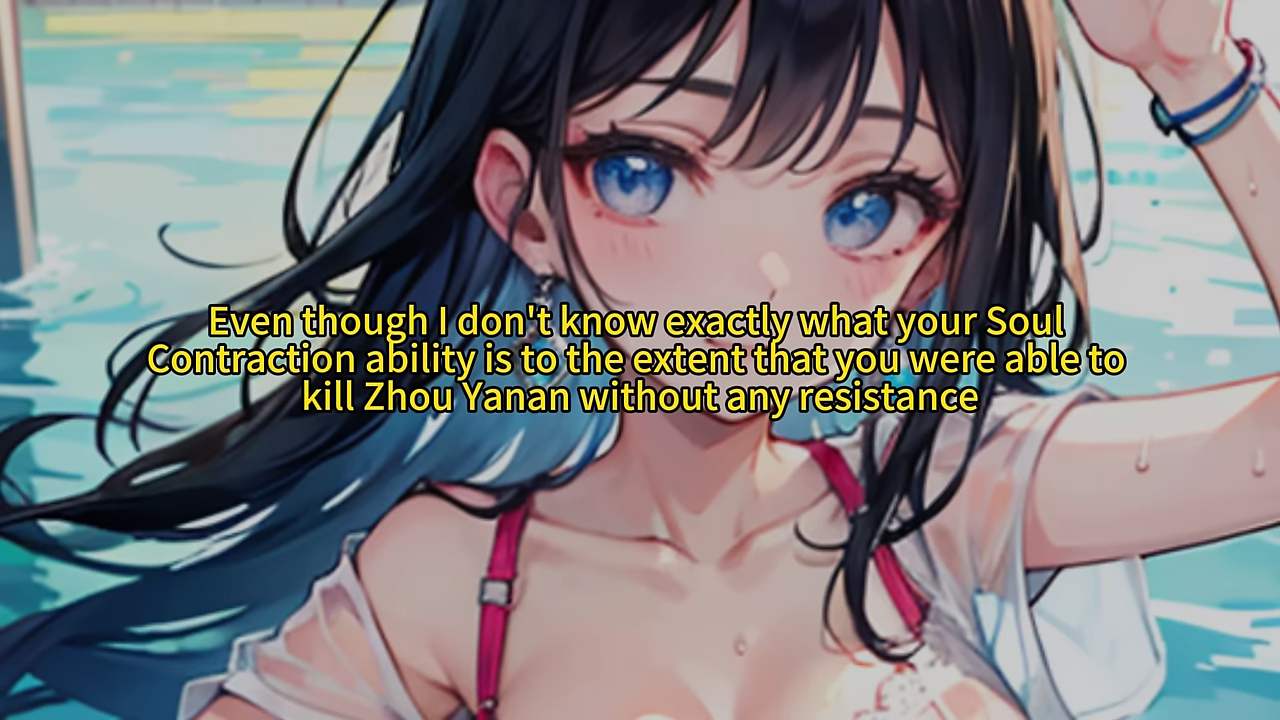 Even though I don't know exactly what your Soul
Contraction ability is to the extent that you were able to
kill Zhou Yanan without any resistance